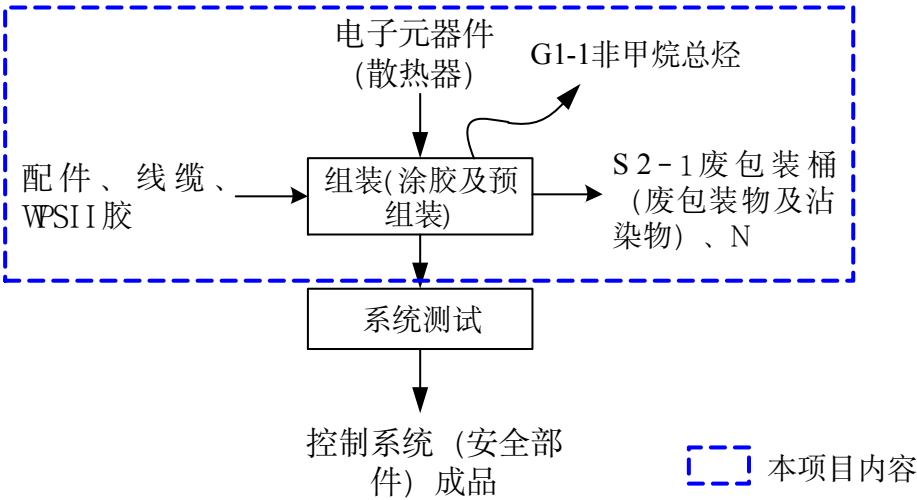 电子元器件
(散热器)
G1-1非甲烷总烃
配件、线缆、
WPSII胶
组装(涂胶及预
组装)
S2-1废包装桶
(废包装物及沾
染物)、N
系统测试
控制系统(安全部
件)成品
本项目内容